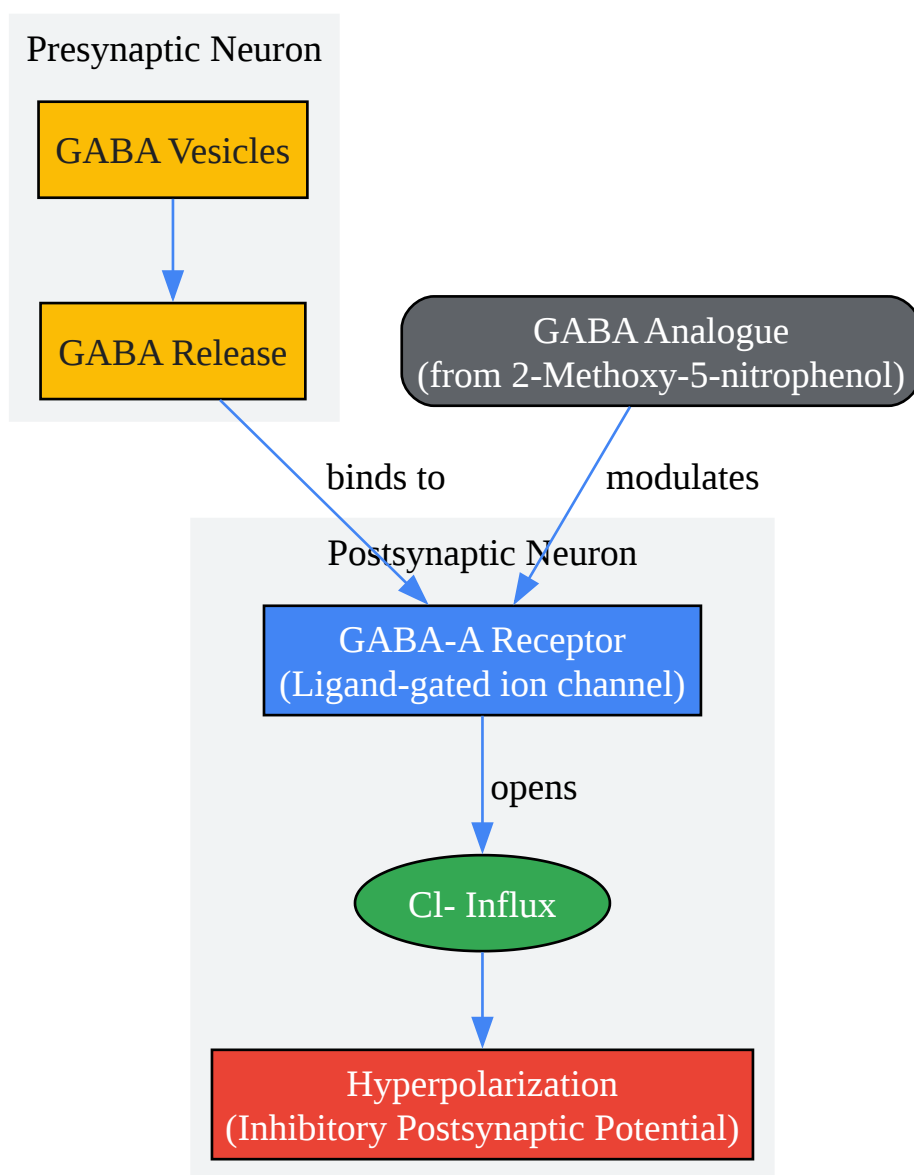 Presynaptic Neuron
GABA Vesicles
GABA Release
GABA Analogue
(from 2-Methoxy-5-nitrophenol)
binds to
modulates
Postsynaptic Neuron
GABA-A Receptor
(Ligand-gated ion channel)
opens
Cl- Influx
Hyperpolarization
(Inhibitory Postsynaptic Potential)